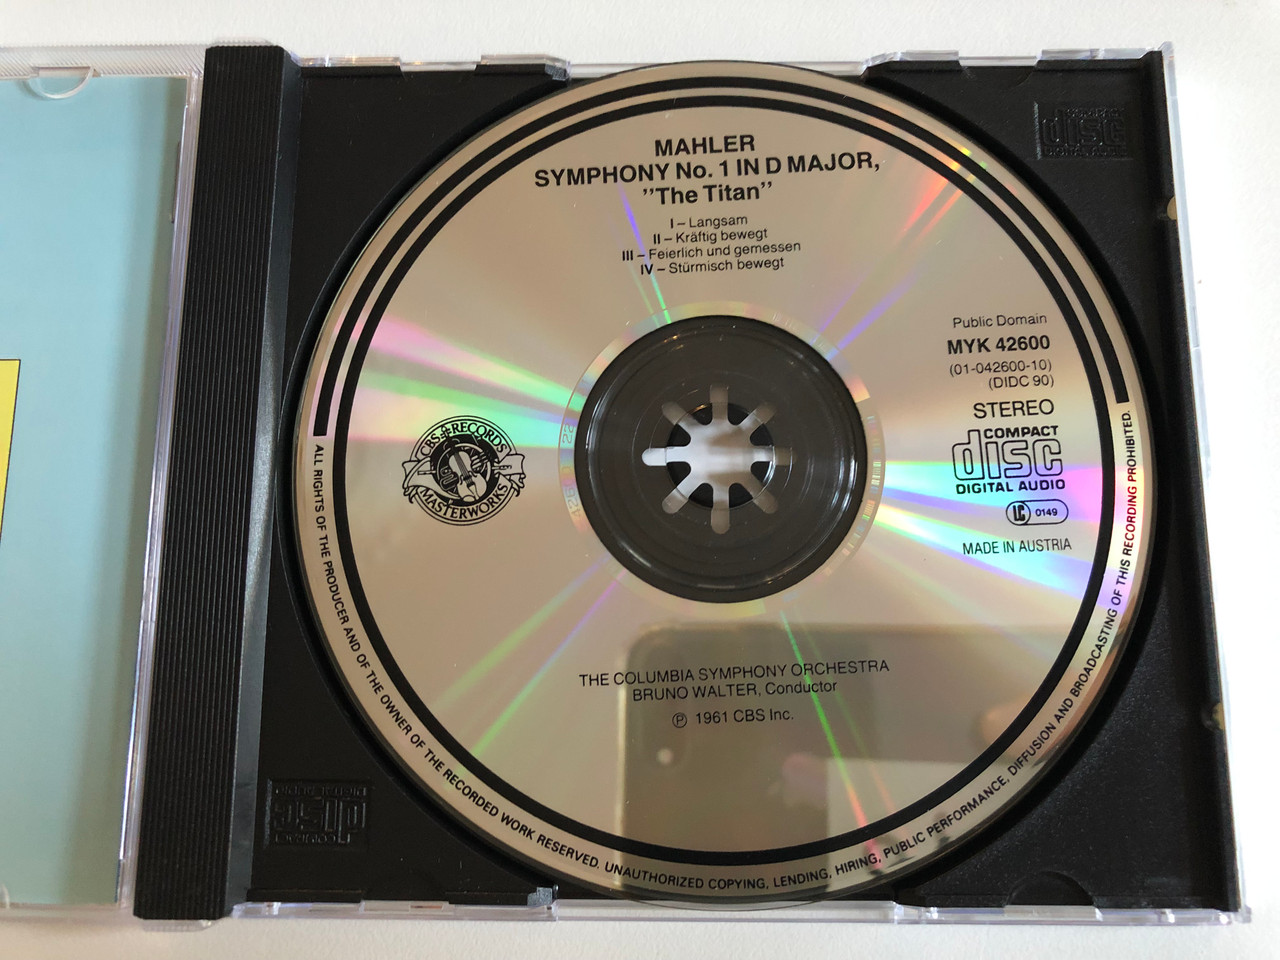 MAHLER
SYMPHONY No. 1 IN D MAJOR,
"The Titan"
I – Langsam
II – Kräftig bewegt
III – Feierlich und gemessen
IV – Stürmisch bewegt
Public Domain
MYK 42600
(01-042600-10)
(DIDC 90)
STEREO
COMPACT
disc
DIGITAL AUDIO
LC 0149
MADE IN AUSTRIA
CBS RECORDS
MASTERWORKS
THE COLUMBIA SYMPHONY ORCHESTRA
BRUNO WALTER, Conductor
℗ 1961 CBS Inc.
ALL RIGHTS OF THE PRODUCER AND OF THE OWNER OF THE RECORDED WORK RESERVED. UNAUTHORIZED COPYING, LENDING, HIRING, PUBLIC PERFORMANCE, DIFFUSION AND BROADCASTING OF THIS RECORDING PROHIBITED.
disc
disc